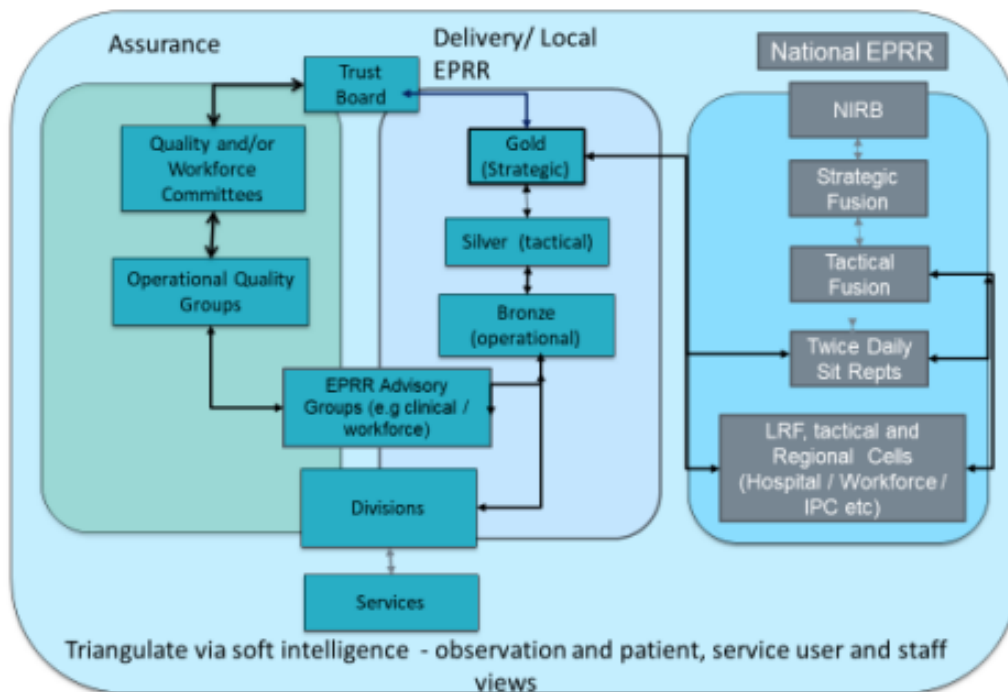 Assurance
Delivery/ Local
EPRR
National EPRR
Trust
Board
Quality and/or
Workforce
Committees
Operational Quality
Groups
Gold
(Strategic)
Silver (tactical)
Bronze
(operational)
EPRR Advisory
Groups (e.g clinical /
workforce)
Divisions
Services
NIRB
Strategic
Fusion
Tactical
Fusion
Twice Daily
Sit Repts
LRF, tactical and
Regional Cells
(Hospital / Workforce /
IPC etc)
Triangulate via soft intelligence - observation and patient, service user and staff
views